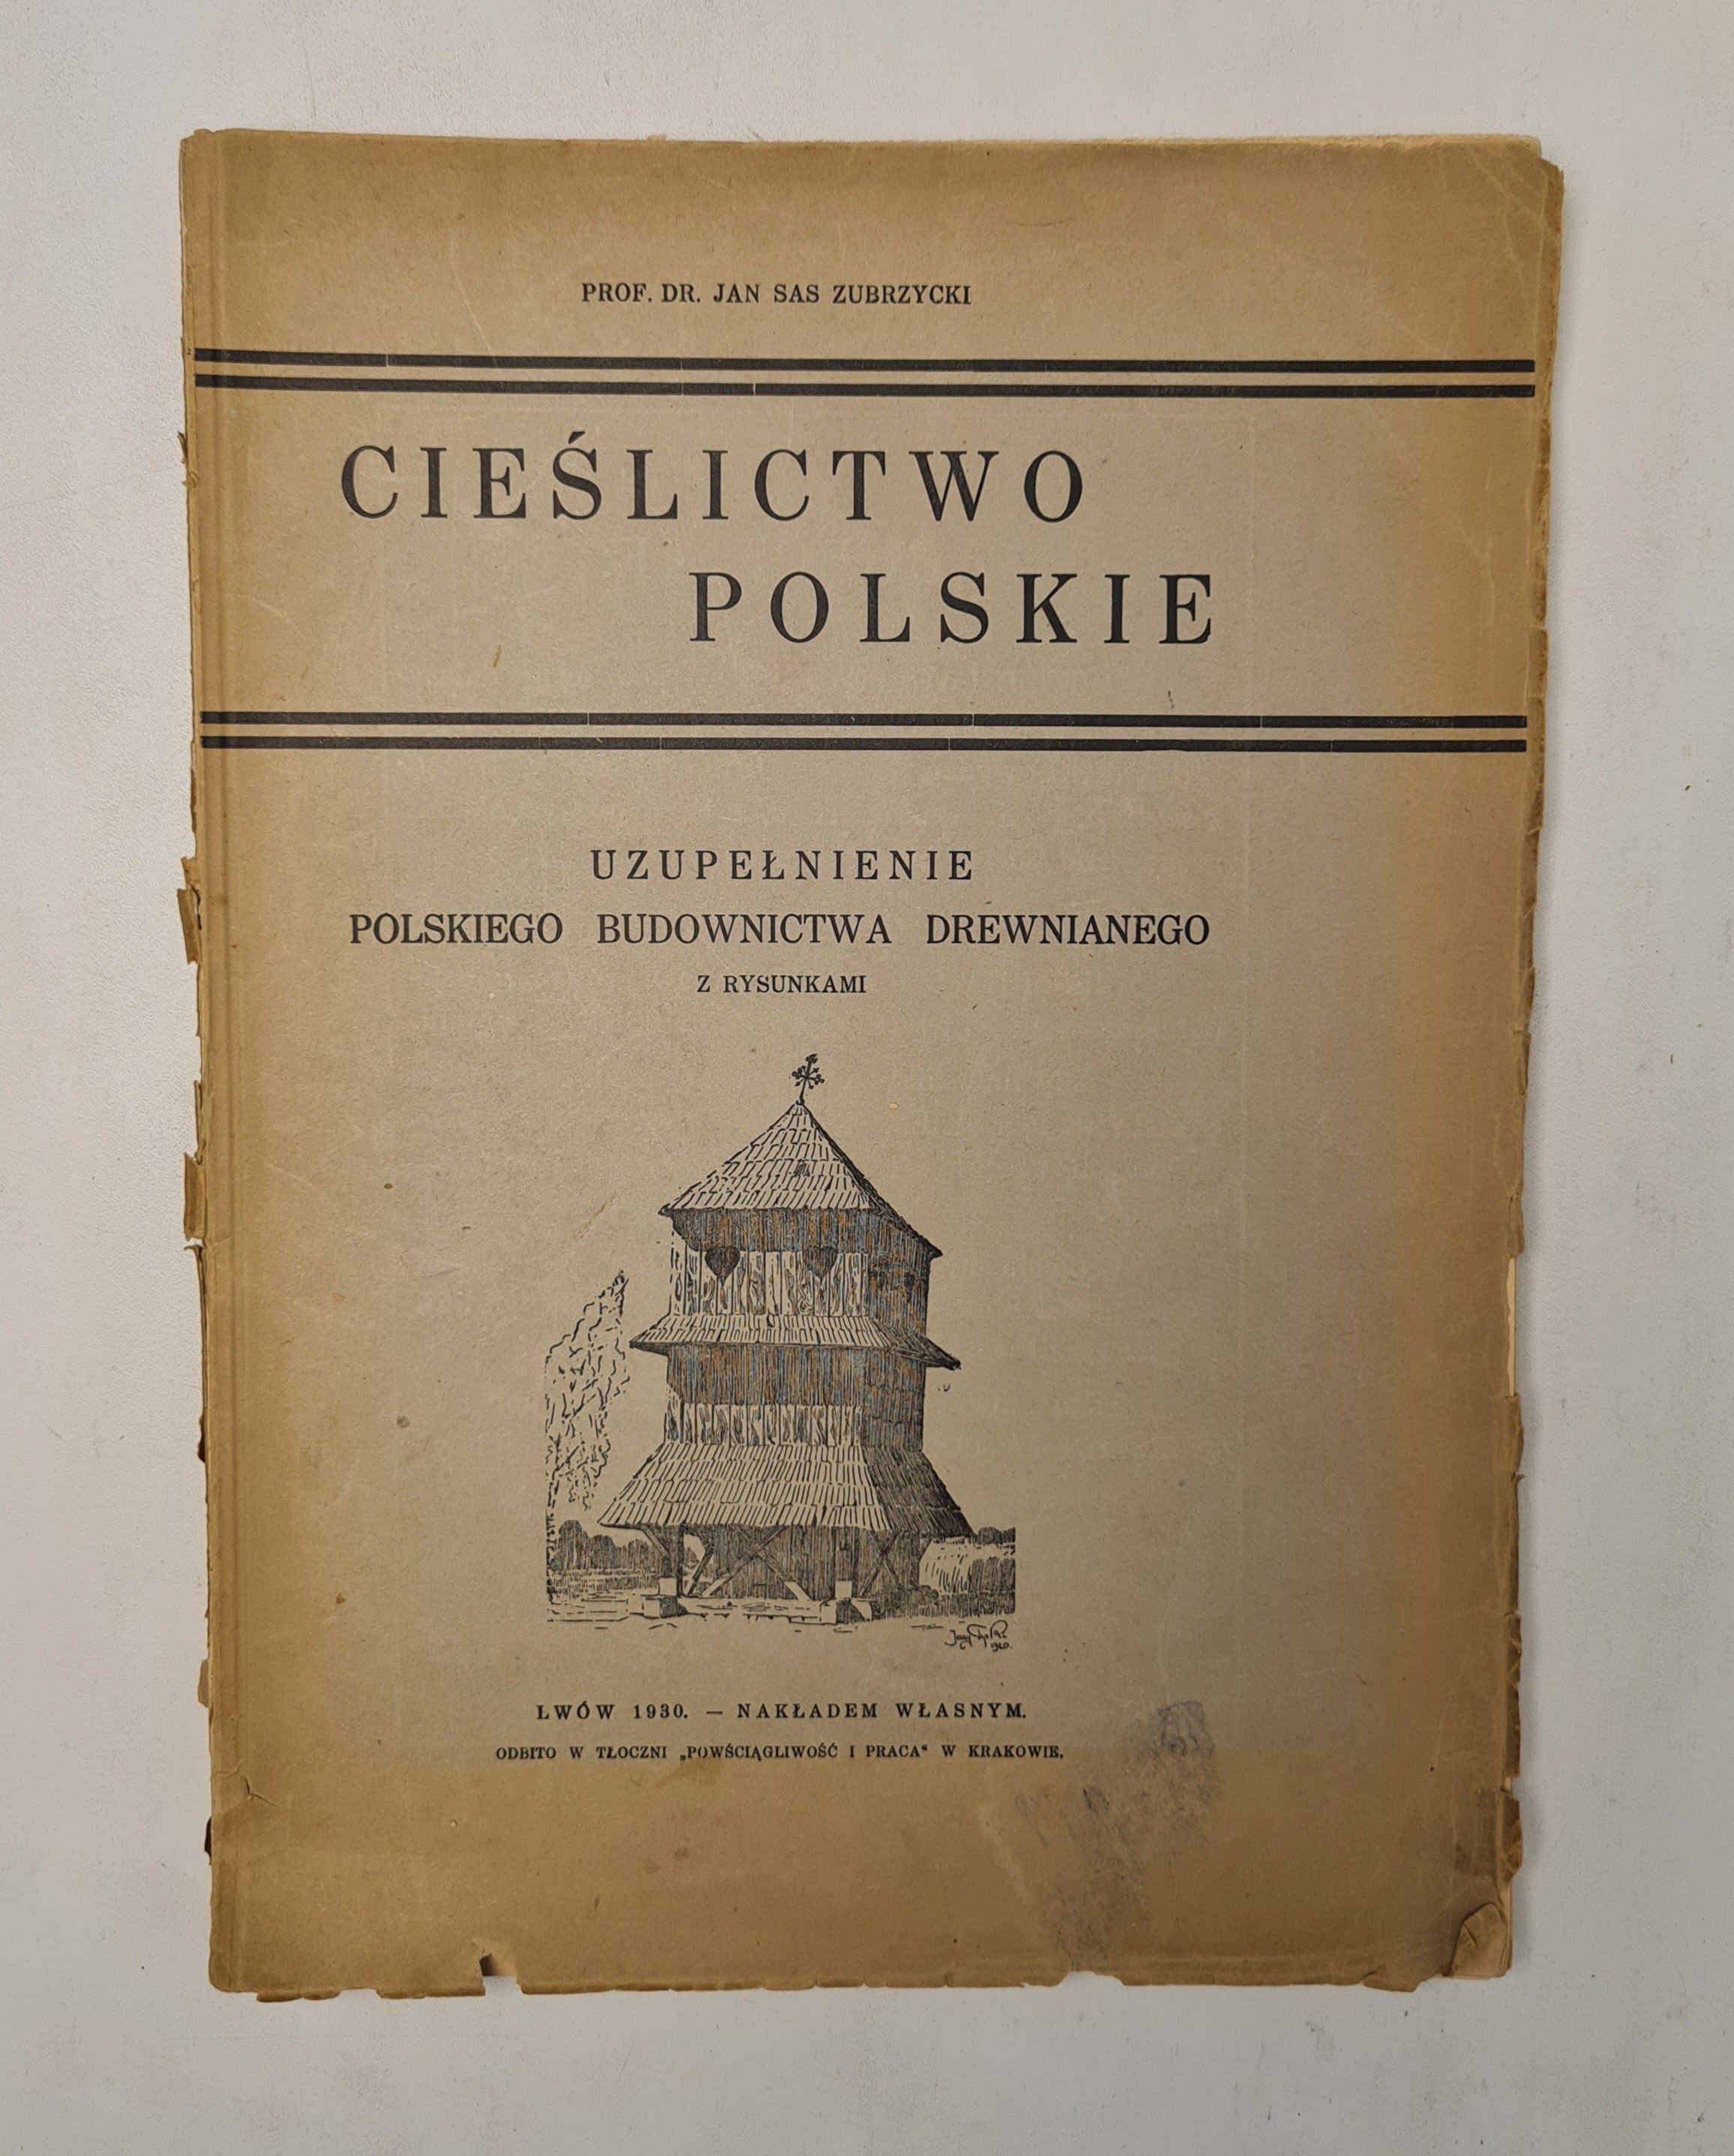 PROF. DR. JAN SAS ZUBRZYCKI
CIEŚLICTWO
POLSKIE
UZUPEŁNIENIE
POLSKIEGO BUDOWNICTWA DREWNIANEGO
Z RYSUNKAMI
LWÓW 1930. — NAKŁADEM WŁASNYM.
ODBITO W TŁOCZNI „POWŚCIĄGLIWOŚĆ I PRACA“ W KRAKOWIE.